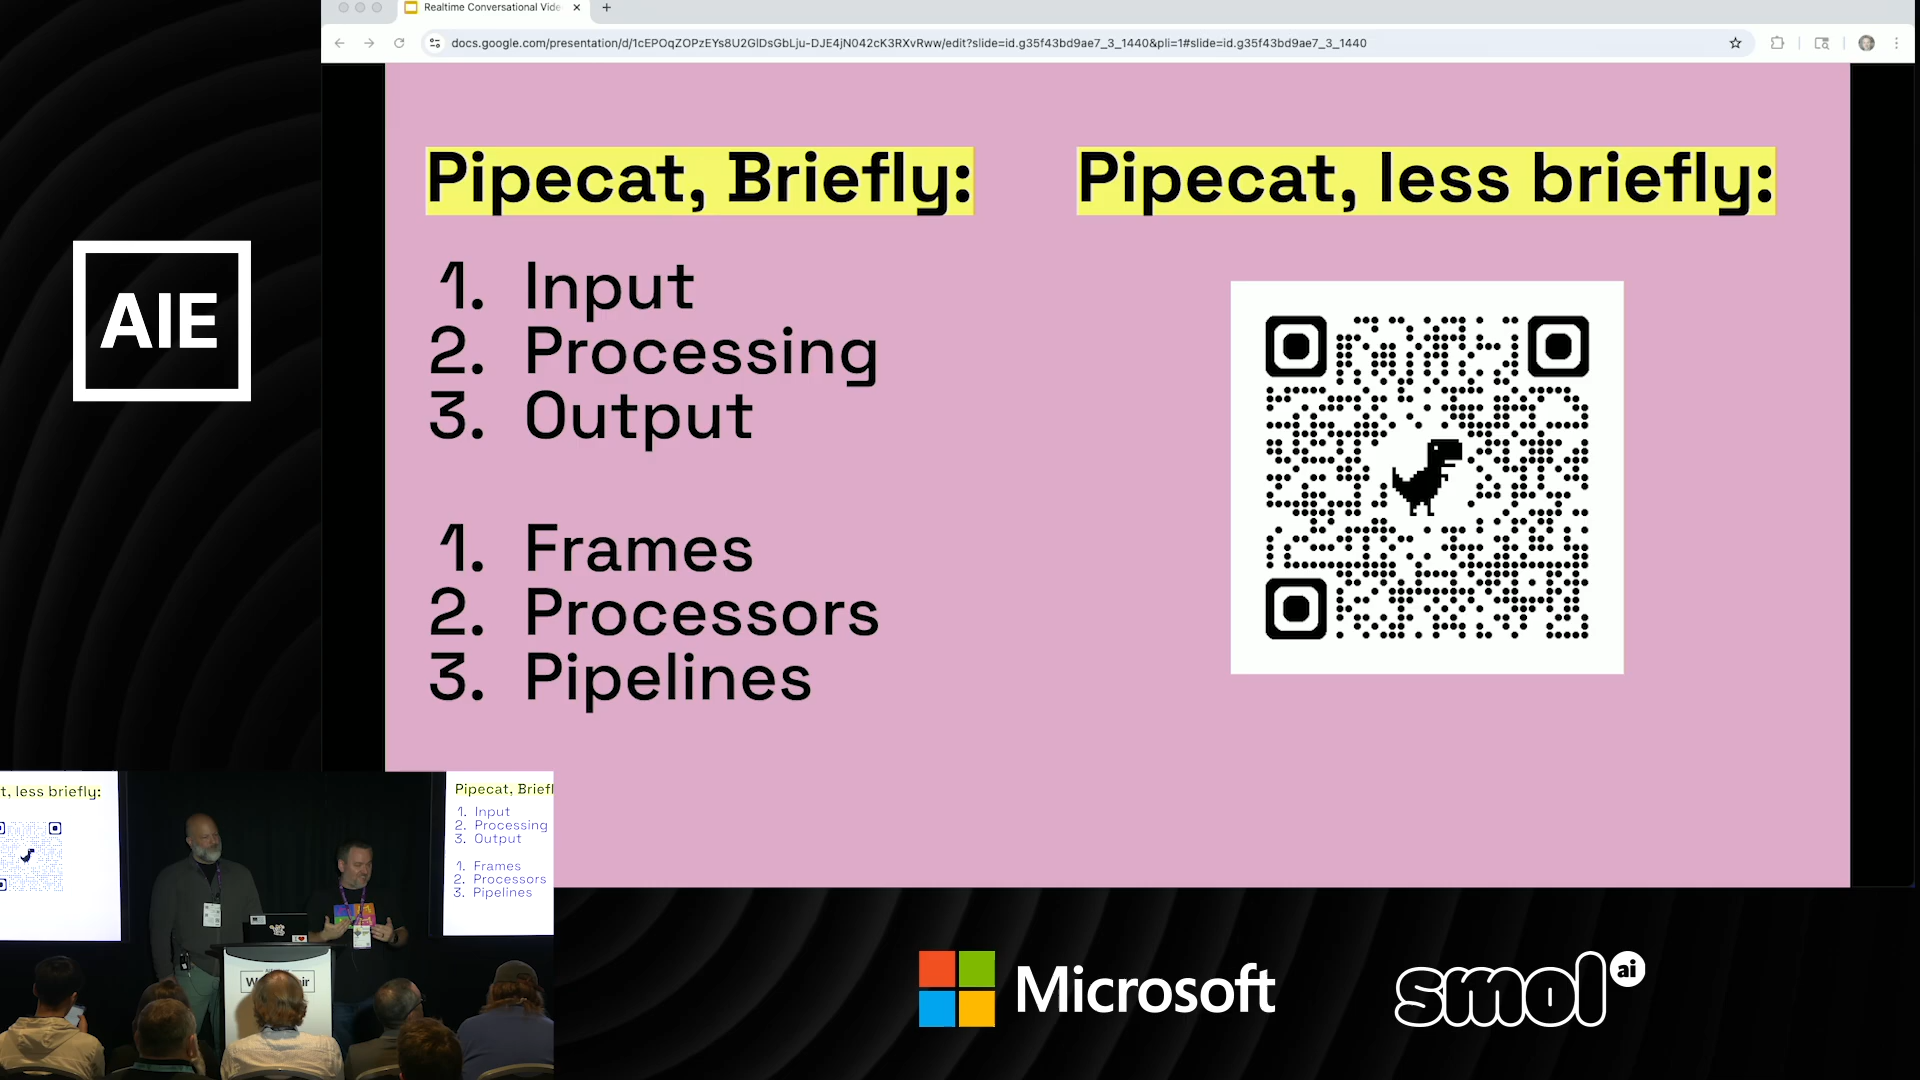 Realtime Conversational Vide
docs.google.com/presentation/d/1cEPOqZOPzEYs8U2GlDsGbLju-DJE4jN042cK3RXvRww/edit?slide=id.g35f43bd9ae7_3_1440&pli=1#slide=id.g35f43bd9ae7_3_1440
Pipecat, Briefly:
1. Input
2. Processing
3. Output
1. Frames
2. Processors
3. Pipelines
Pipecat, less briefly:
AIE
t, less briefly:
Pipecat, Briefl
1. Input
2. Processing
3. Output
1. Frames
2. Processors
3. Pipelines
Microsoft
smol ai